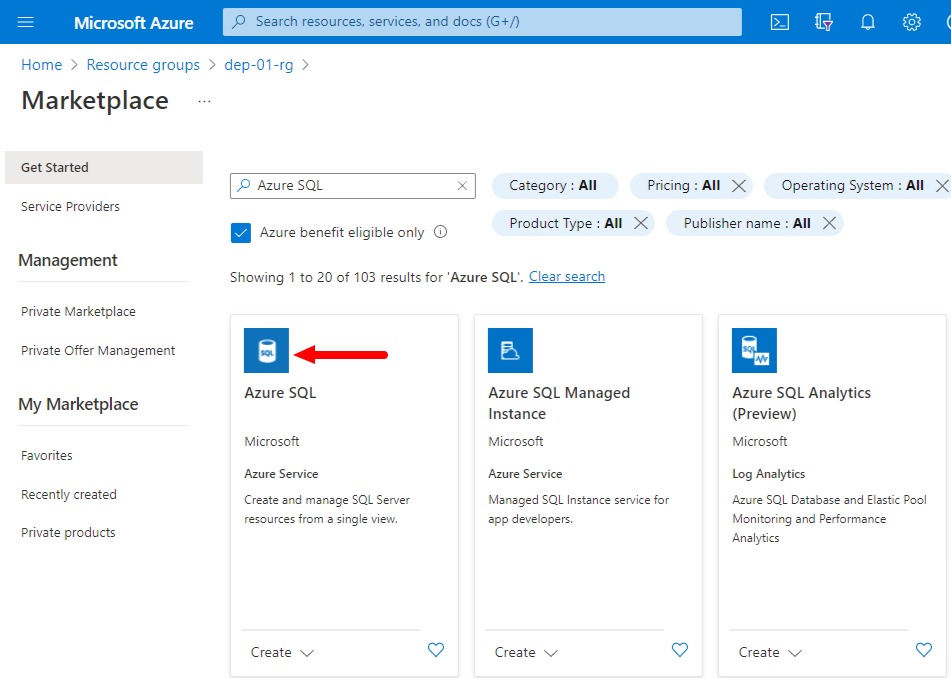 Microsoft Azure
Search resources, services, and docs (G+/)
Home > Resource groups > dep-01-rg >
Marketplace ...
Get Started
Service Providers
Management
Private Marketplace
Private Offer Management
My Marketplace
Favorites
Recently created
Private products
Azure SQL
Category : All
Pricing : All
Operating System : All
Azure benefit eligible only
Product Type : All
Publisher name : All
Showing 1 to 20 of 103 results for 'Azure SQL'. Clear search
SQL
Azure SQL
Microsoft
Azure Service
Create and manage SQL Server
resources from a single view.
Create
Azure SQL Managed
Instance
Microsoft
Azure Service
Managed SQL Instance service for
app developers.
Create
SQL
Azure SQL Analytics
(Preview)
Microsoft
Log Analytics
Azure SQL Database and Elastic Pool
Monitoring and Performance
Analytics
Create